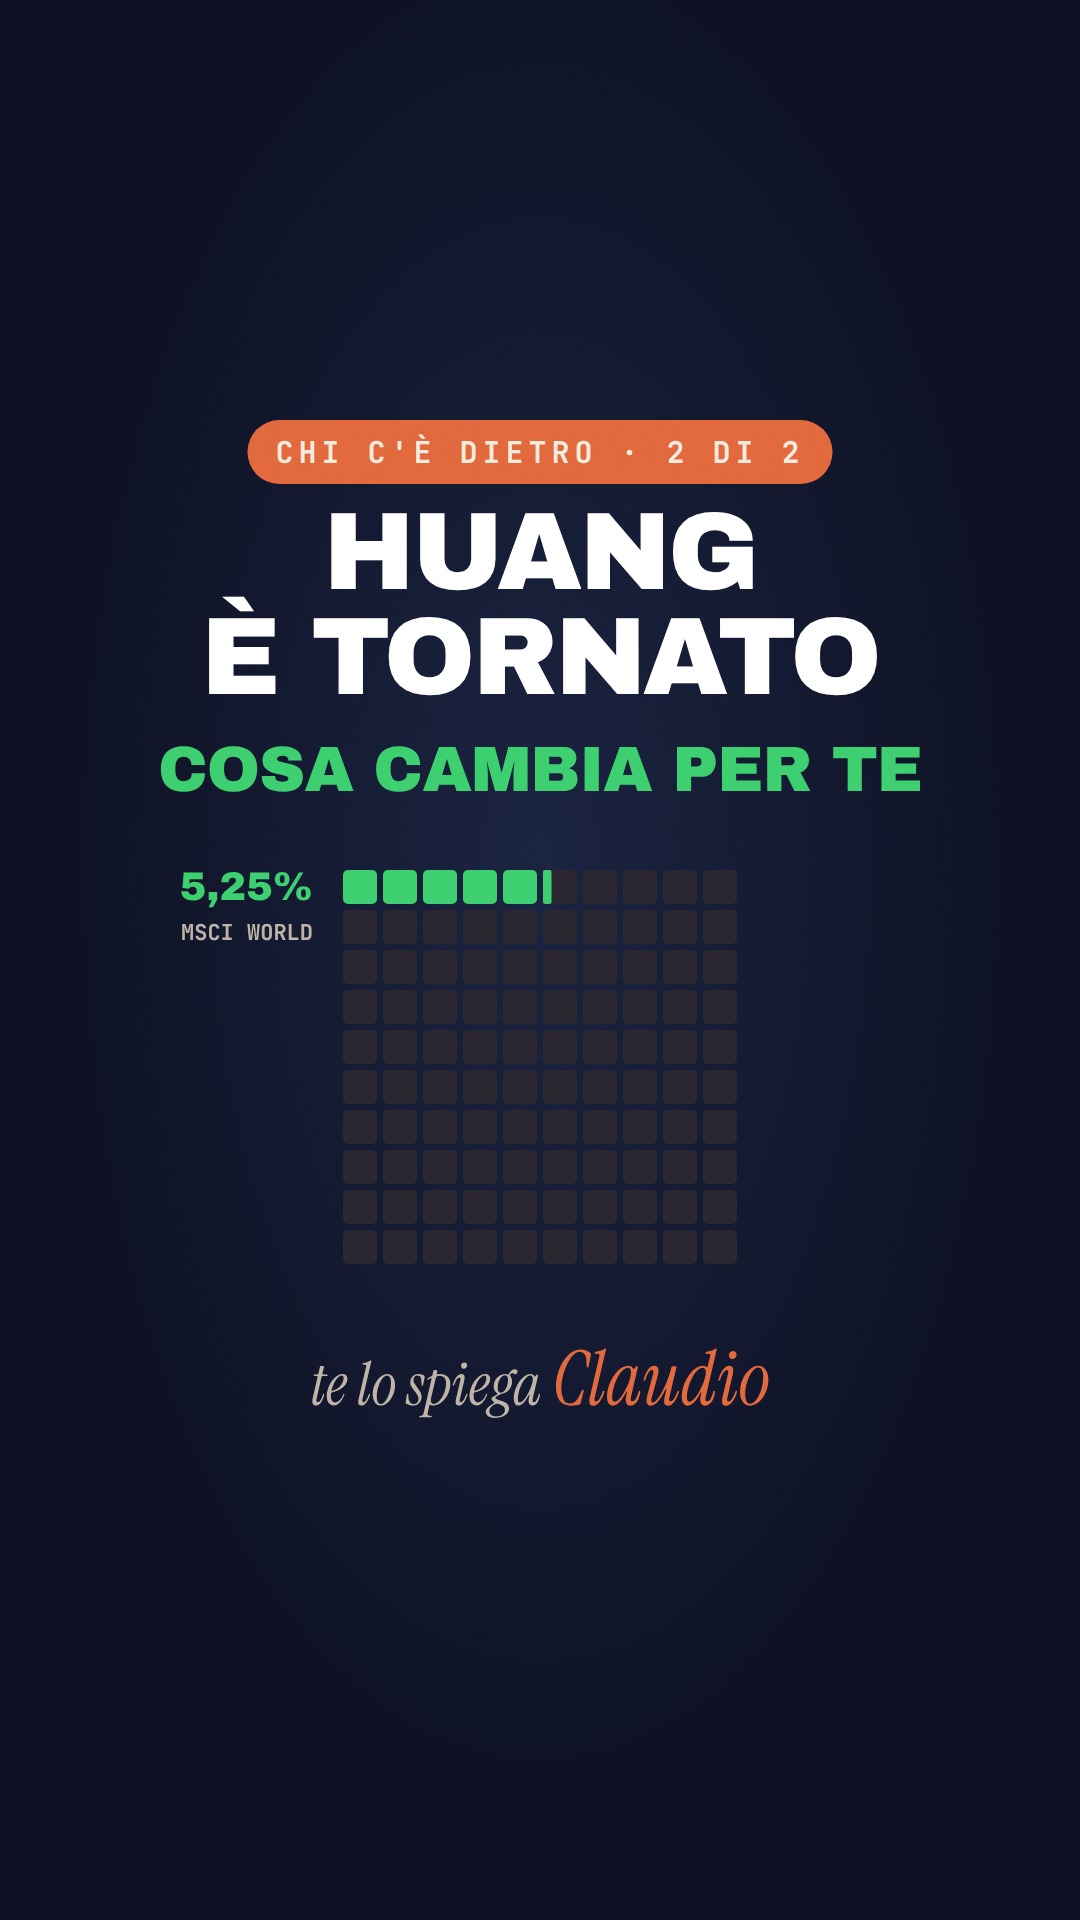 CHI C'È DIETRO · 2 DI 2
HUANG
È TORNATO
COSA CAMBIA PER TE
5,25%
MSCI WORLD
te lo spiega Claudio